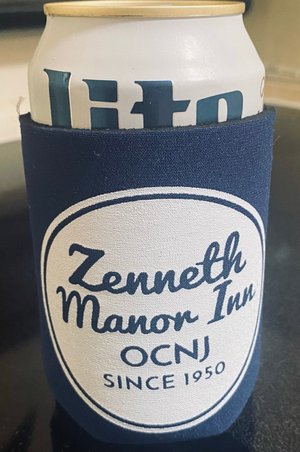 lite
Zenneth
Manor Inn
OCNJ
SINCE 1950